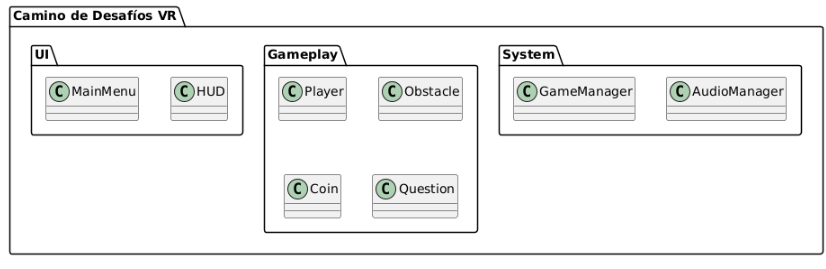 Camino de Desafíos VR
UI
C MainMenu
C HUD
Gameplay
C Player
C Obstacle
C Coin
C Question
System
C GameManager
C AudioManager